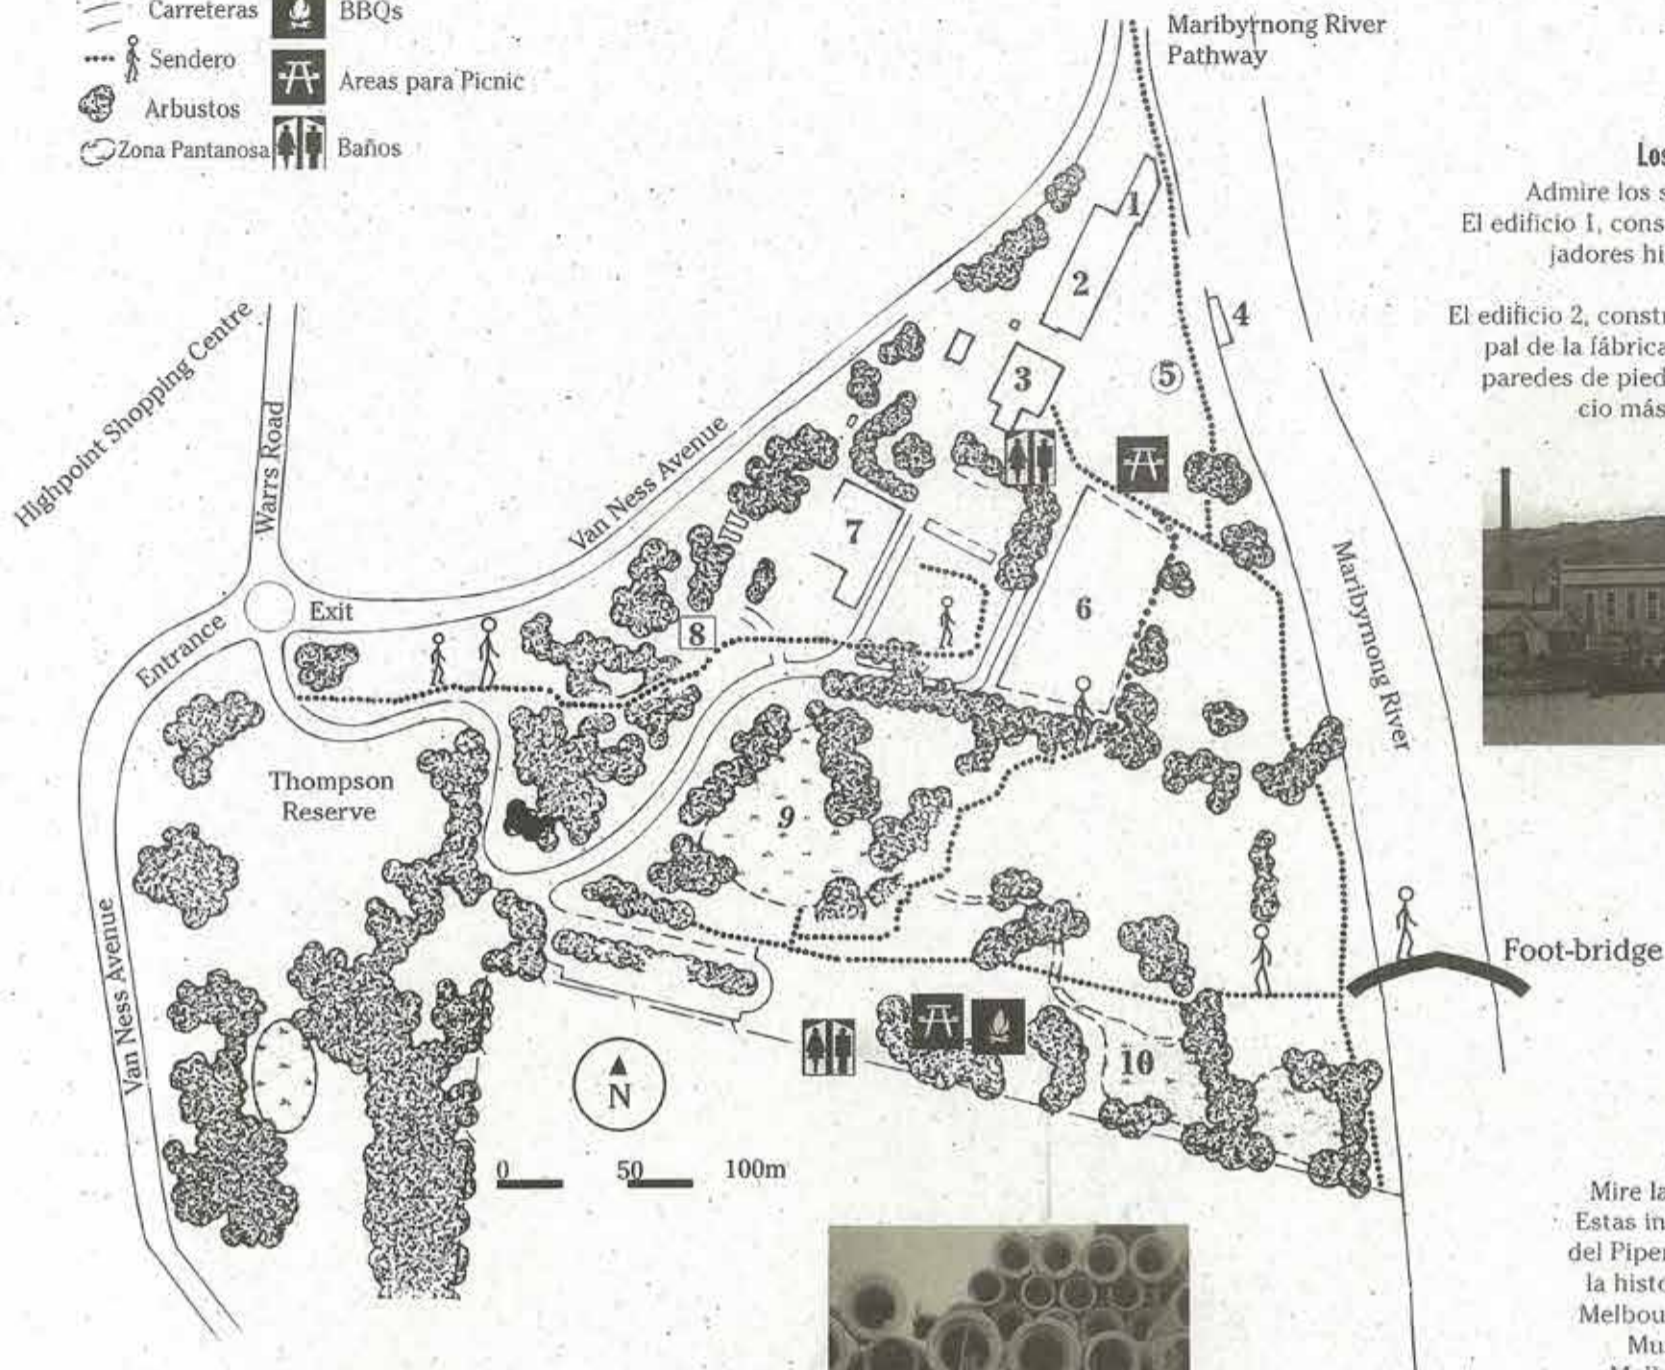 Carreteras
BBQs
Sendero
Areas para Picnic
Arbustos
Zona Pantanosa
Baños
Maribyrnong River
Pathway
Los
Admire los s
El edificio 1, cons
jadores hi
El edificio 2, constr
pal de la fábrica
paredes de pied
cio más
1
2
3
4
5
Highpoint Shopping Centre
Warrs Road
Van Ness Avenue
7
6
Maribyrnong River
Exit
Entrance
8
Thompson
Reserve
9
Van Ness Avenue
Foot-bridge
10
N
0 50 100m
Mire la
Estas in
del Piper
la histo
Melbou
Mu